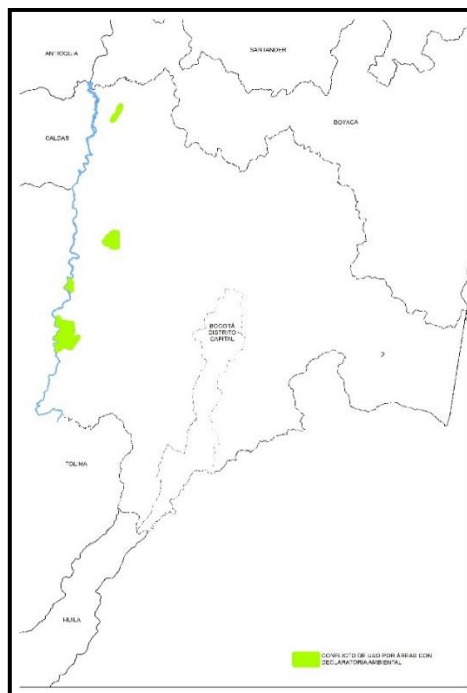 ANTIOQUIA
SANTANDER
BOYACA
CALDAS
BOGOTÁ
DISTRITO
CAPITAL
TOLIMA
HUILA
CONFLICTO DE USO POR ÁREAS CON
DECLARATORIA AMBIENTAL